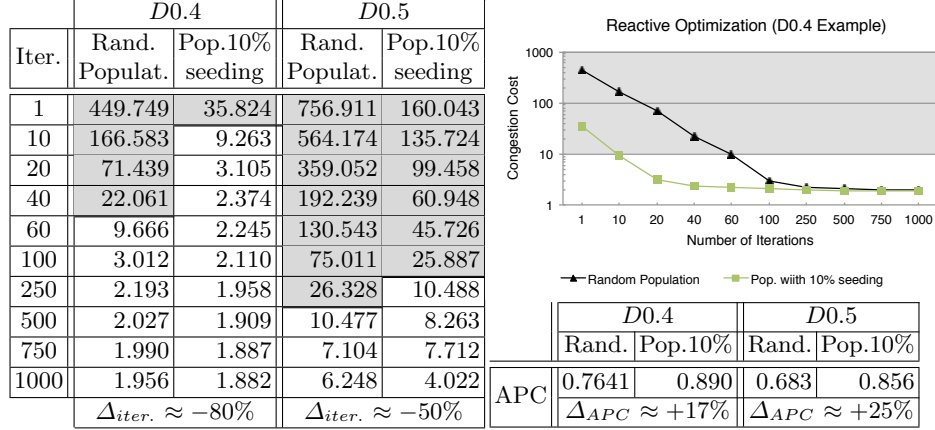 D0.4 D0.5
Iter. Rand. Populat. Pop.10% seeding Rand. Populat. Pop.10% seeding
1 449.749 35.824 756.911 160.043
10 166.583 9.263 564.174 135.724
20 71.439 3.105 359.052 99.458
40 22.061 2.374 192.239 60.948
60 9.666 2.245 130.543 45.726
100 3.012 2.110 75.011 25.887
250 2.193 1.958 26.328 10.488
500 2.027 1.909 10.477 8.263
750 1.990 1.887 7.104 7.712
1000 1.956 1.882 6.248 4.022
Δiter. ≈ −80% Δiter. ≈ −50%
Reactive Optimization (D0.4 Example)
Congestion Cost
1000
100
10
1
1 10 20 40 60 100 250 500 750 1000
Number of Iterations
Random Population Pop. wiith 10% seeding
D0.4 D0.5
Rand. Pop.10% Rand. Pop.10%
APC 0.7641 0.890 0.683 0.856
ΔAPC ≈ +17% ΔAPC ≈ +25%